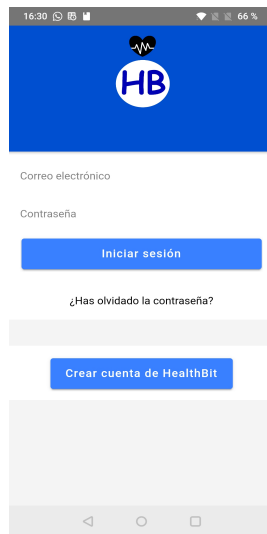 16:30 66 %
HB
Correo electrónico
Contraseña
Iniciar sesión
¿Has olvidado la contraseña?
Crear cuenta de HealthBit